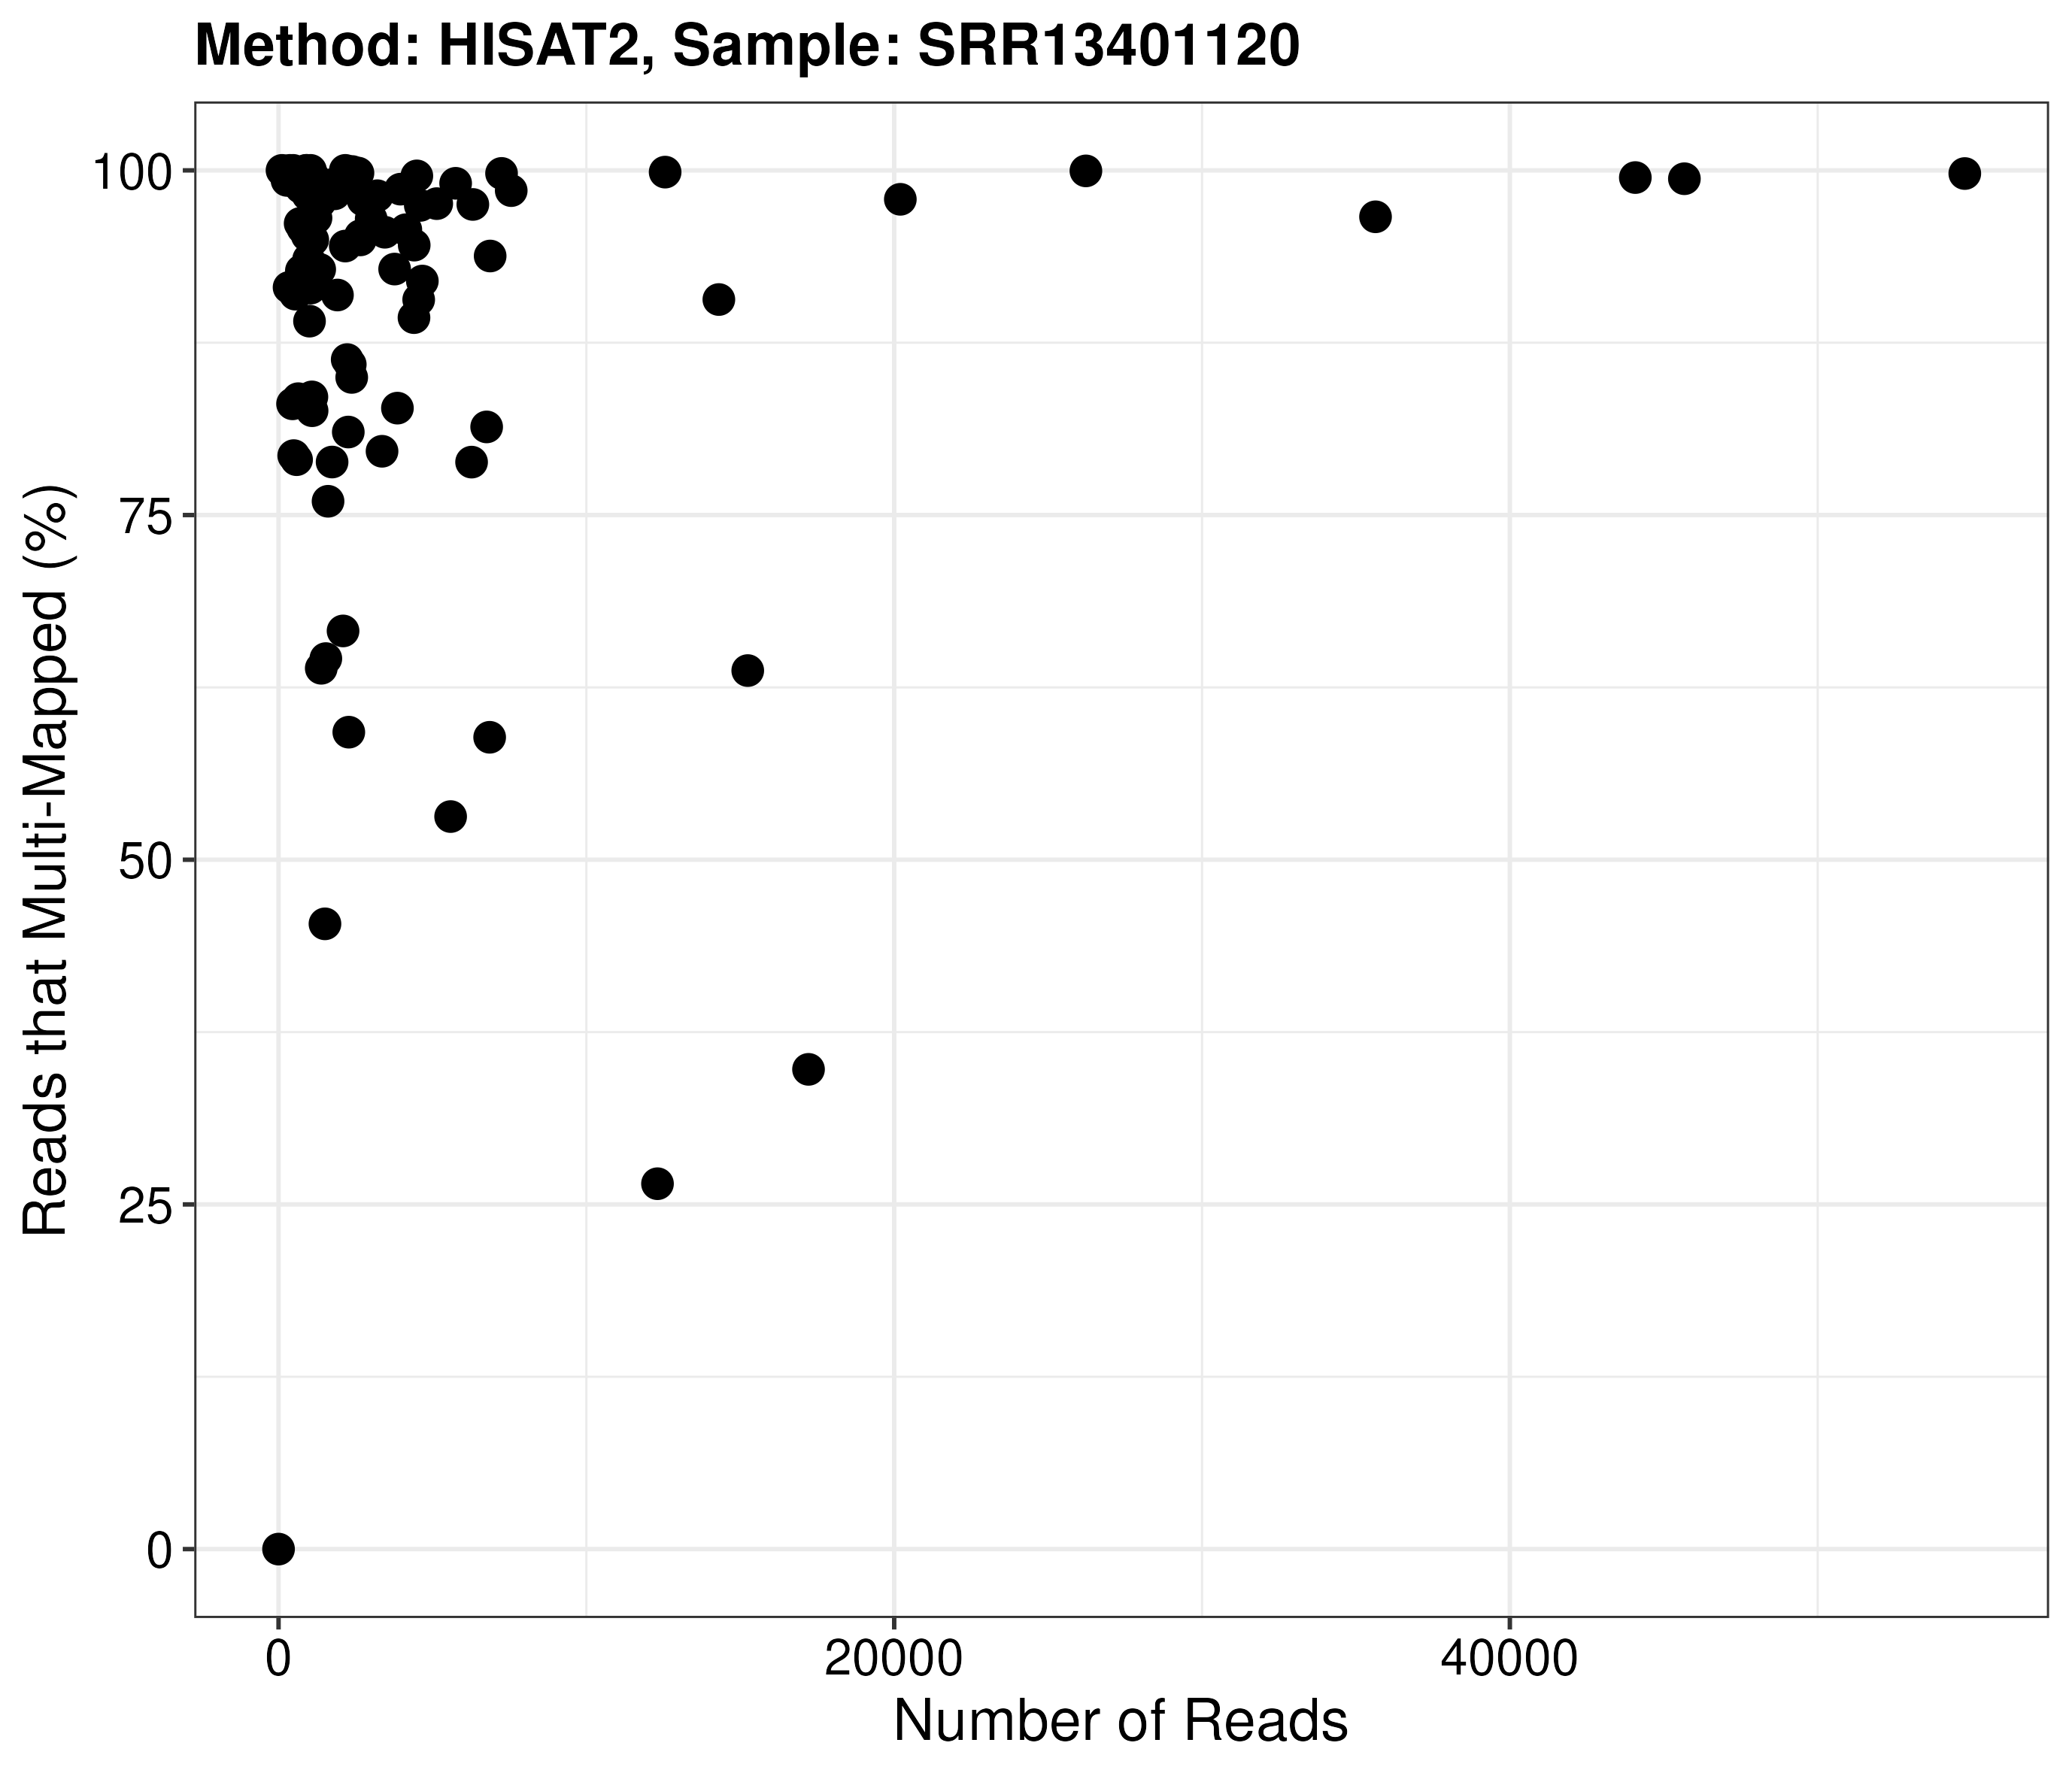 Method: HISAT2, Sample: SRR13401120
Reads that Multi-Mapped (%)
100
75
50
25
0
0 20000 40000
Number of Reads